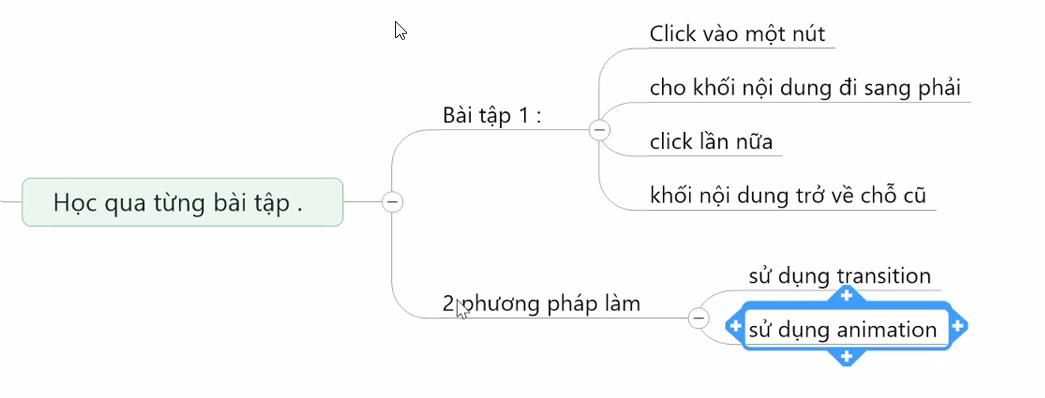 Học qua từng bài tập .
Bài tập 1 :
Click vào một nút
cho khối nội dung đi sang phải
click lần nữa
khối nội dung trở về chỗ cũ
2 phương pháp làm
sử dụng transition
sử dụng animation